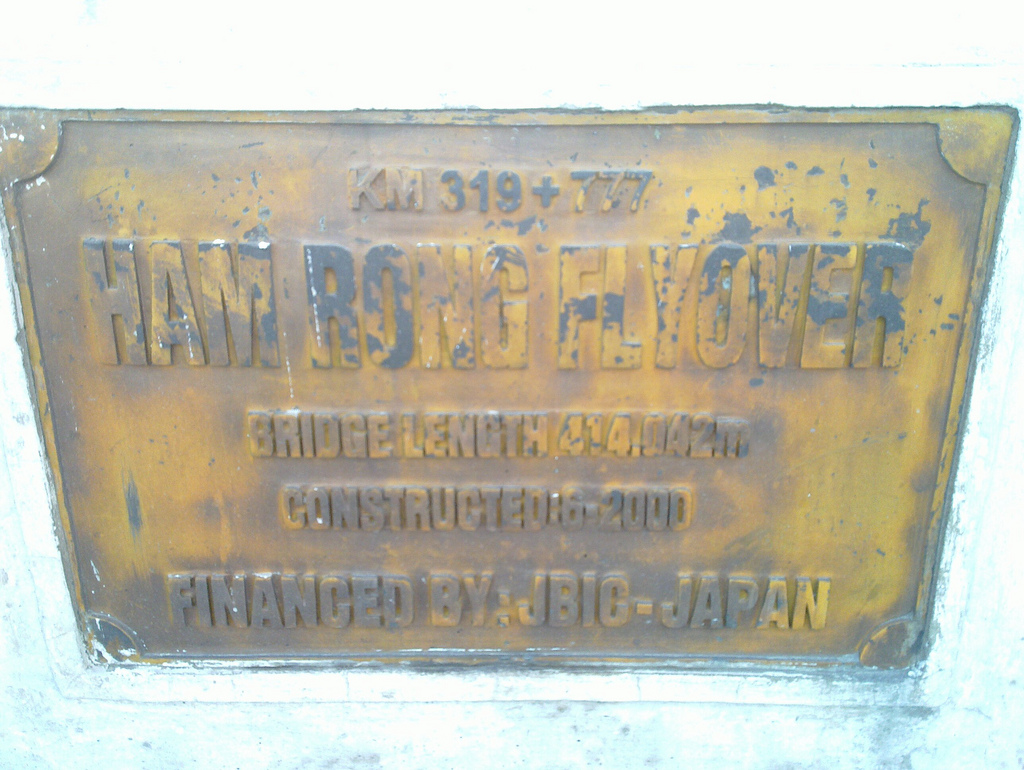 KM 319+777
HAM RONG FLYOVER
BRIDGE LENGTH 414.042m
CONSTRUCTED:6-2000
FINANCED BY: JBIC-JAPAN